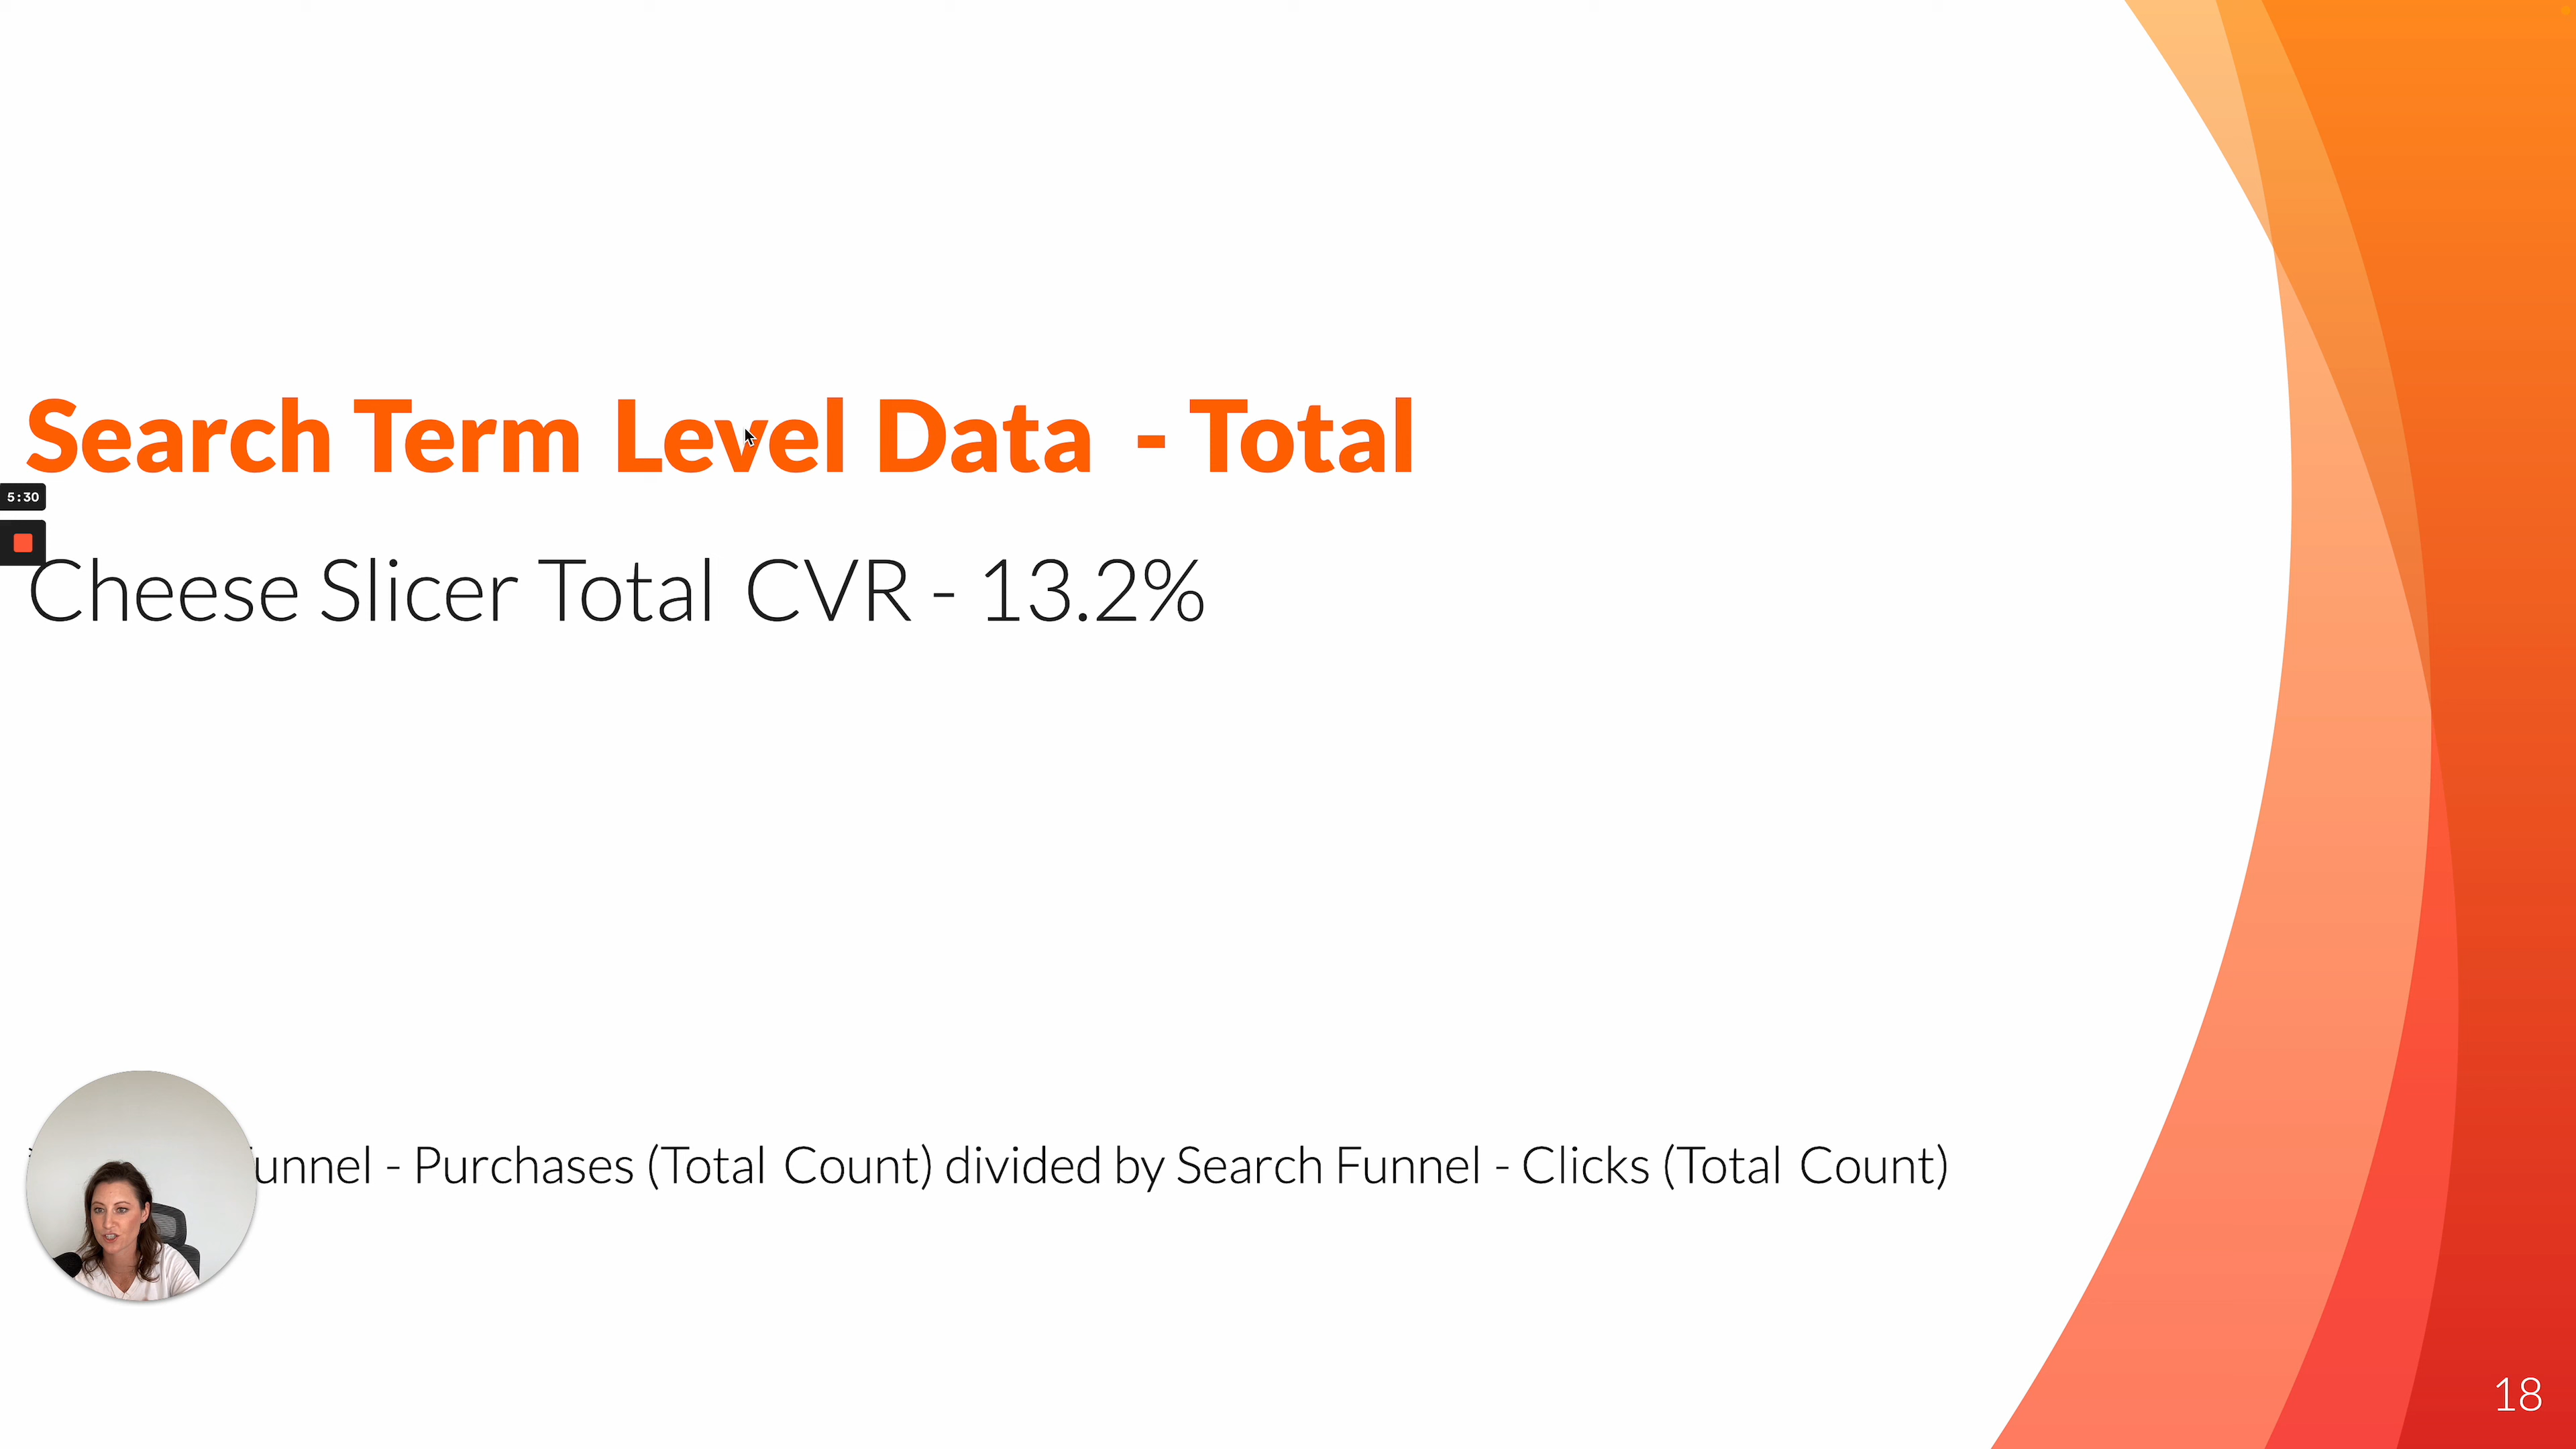 Search Term Level Data - Total
5:30
Cheese Slicer Total CVR - 13.2%
unnel - Purchases (Total Count) divided by Search Funnel - Clicks (Total Count)
18